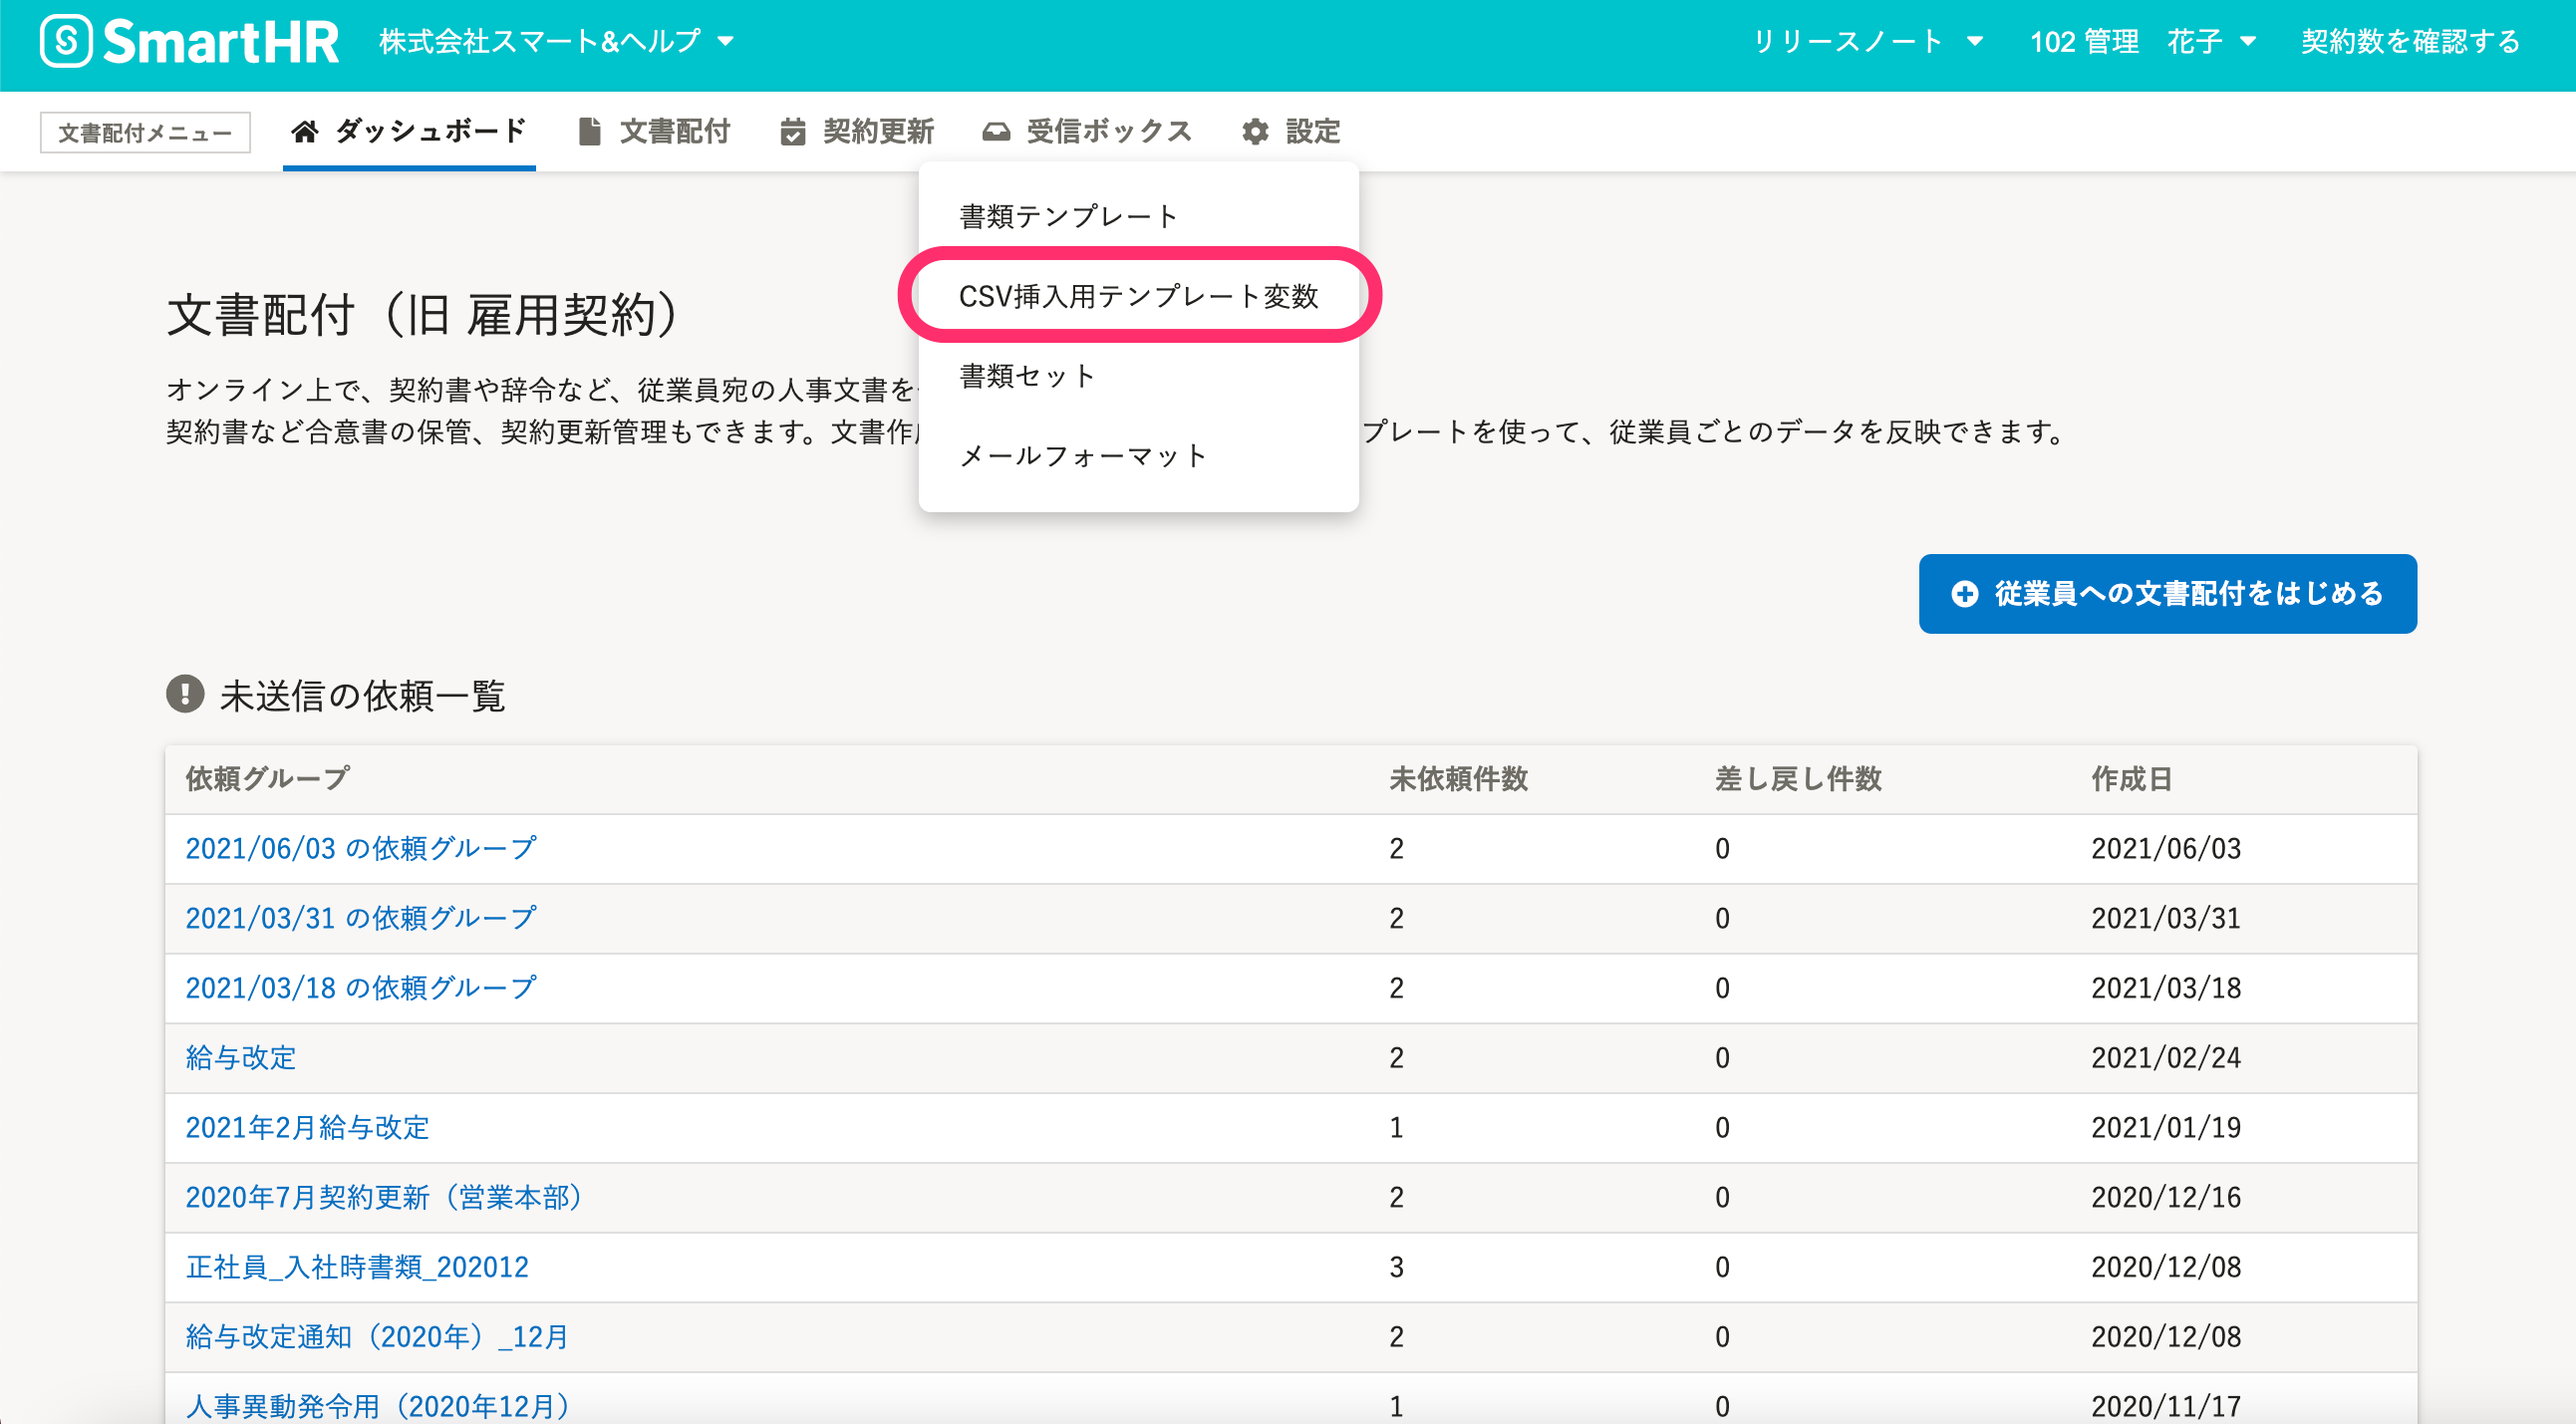 SmartHR 株式会社スマート&ヘルプ リリースノート 102 管理 花子 契約数を確認する
文書配付メニュー ダッシュボード 文書配付 契約更新 受信ボックス 設定
書類テンプレート
CSV挿入用テンプレート変数
書類セット
メールフォーマット
文書配付（旧 雇用契約）
オンライン上で、契約書や辞令など、従業員宛の人事文書を
契約書など合意書の保管、契約更新管理もできます。文書作 プレートを使って、従業員ごとのデータを反映できます。
従業員への文書配付をはじめる
未送信の依頼一覧
依頼グループ 未依頼件数 差し戻し件数 作成日
2021/06/03 の依頼グループ 2 0 2021/06/03
2021/03/31 の依頼グループ 2 0 2021/03/31
2021/03/18 の依頼グループ 2 0 2021/03/18
給与改定 2 0 2021/02/24
2021年2月給与改定 1 0 2021/01/19
2020年7月契約更新（営業本部） 2 0 2020/12/16
正社員_入社時書類_202012 3 0 2020/12/08
給与改定通知（2020年）_12月 2 0 2020/12/08
人事異動発令用（2020年12月） 1 0 2020/11/17